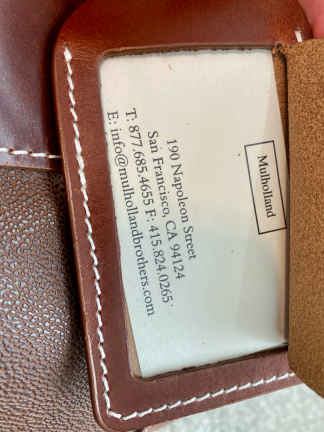 Mulholland
190 Napoleon Street
San Francisco, CA 94124
T: 877.685.4655 F: 415.824.0265
E: info@mulhollandbrothers.com